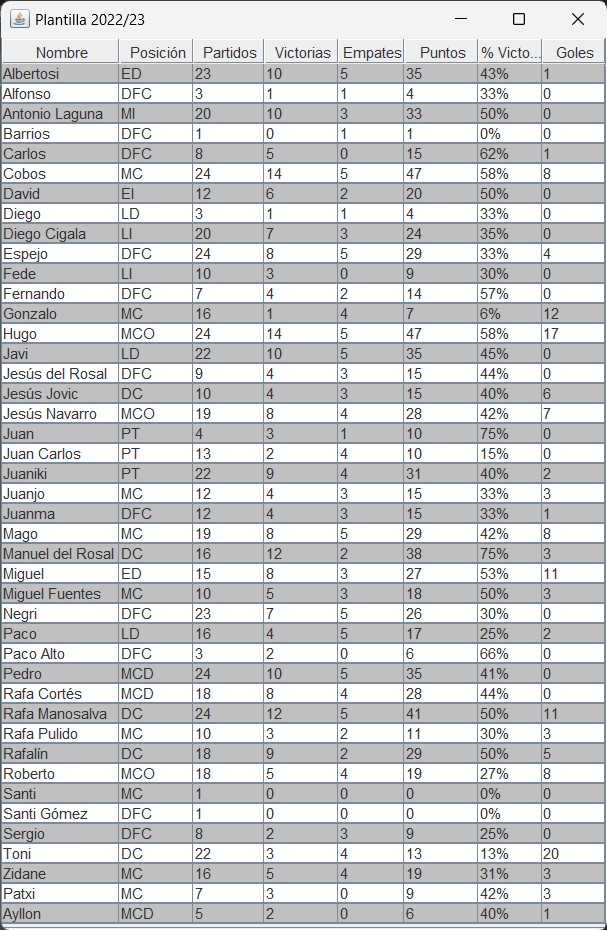 Plantilla 2022/23
Nombre Posición Partidos Victorias Empates Puntos % Victo... Goles
Albertosi ED 23 10 5 35 43% 1
Alfonso DFC 3 1 1 4 33% 0
Antonio Laguna MI 20 10 3 33 50% 0
Barrios DFC 1 0 1 1 0% 0
Carlos DFC 8 5 0 15 62% 1
Cobos MC 24 14 5 47 58% 8
David EI 12 6 2 20 50% 0
Diego LD 3 1 1 4 33% 0
Diego Cigala LI 20 7 3 24 35% 0
Espejo DFC 24 8 5 29 33% 4
Fede LI 10 3 0 9 30% 0
Fernando DFC 7 4 2 14 57% 0
Gonzalo MC 16 1 4 7 6% 12
Hugo MCO 24 14 5 47 58% 17
Javi LD 22 10 5 35 45% 0
Jesús del Rosal DFC 9 4 3 15 44% 0
Jesús Jovic DC 10 4 3 15 40% 6
Jesús Navarro MCO 19 8 4 28 42% 7
Juan PT 4 3 1 10 75% 0
Juan Carlos PT 13 2 4 10 15% 0
Juaniki PT 22 9 4 31 40% 2
Juanjo MC 12 4 3 15 33% 3
Juanma DFC 12 4 3 15 33% 1
Mago MC 19 8 5 29 42% 8
Manuel del Rosal DC 16 12 2 38 75% 3
Miguel ED 15 8 3 27 53% 11
Miguel Fuentes MC 10 5 3 18 50% 3
Negri DFC 23 7 5 26 30% 0
Paco LD 16 4 5 17 25% 2
Paco Alto DFC 3 2 0 6 66% 0
Pedro MCD 24 10 5 35 41% 0
Rafa Cortés MCD 18 8 4 28 44% 0
Rafa Manosalva DC 24 12 5 41 50% 11
Rafa Pulido MC 10 3 2 11 30% 3
Rafalín DC 18 9 2 29 50% 5
Roberto MCO 18 5 4 19 27% 8
Santi MC 1 0 0 0 0% 0
Santi Gómez DFC 1 0 0 0 0% 0
Sergio DFC 8 2 3 9 25% 0
Toni DC 22 3 4 13 13% 20
Zidane MC 16 5 4 19 31% 3
Patxi MC 7 3 0 9 42% 3
Ayllon MCD 5 2 0 6 40% 1